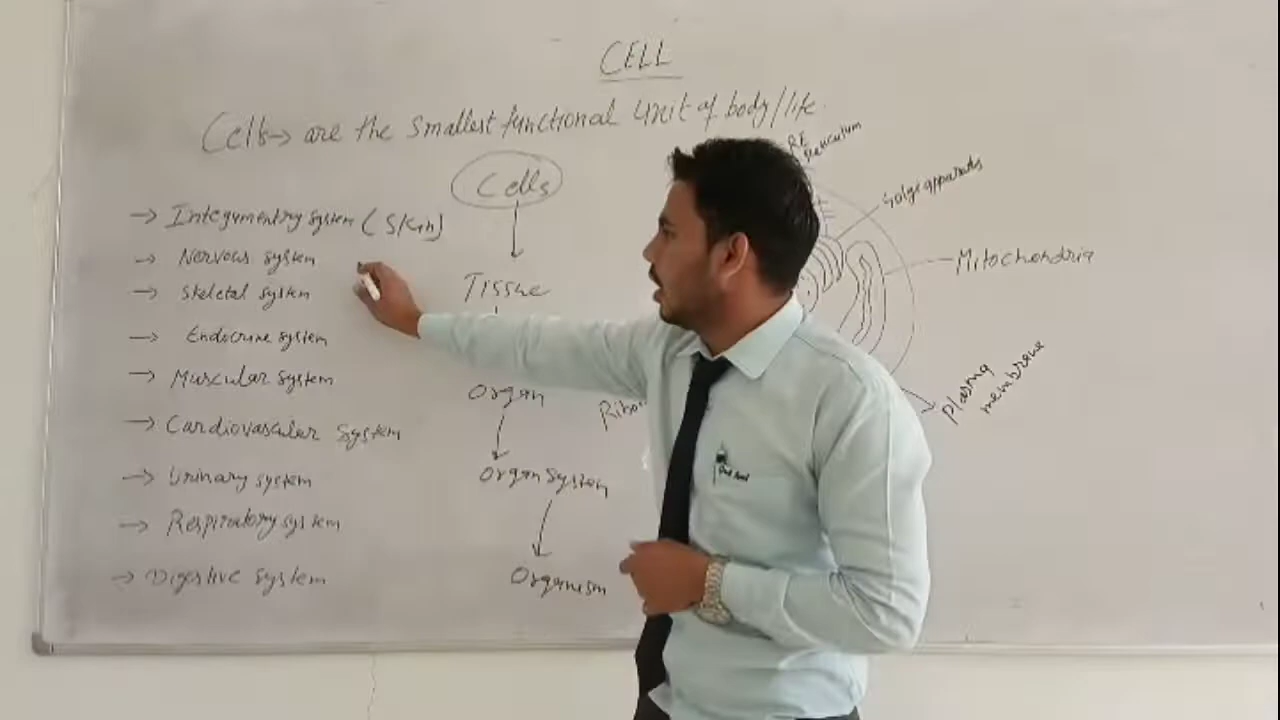 CELL
Cells → are the smallest functional unit of body/life.
Cells
→ Integumentry system (Skin)
→ Nervous system
→ Skeletal system
→ Endocrine system
→ Muscular system
→ Cardiovascular system
→ Urinary system
→ Respiratory system
→ Digestive system
Tissue
Organ
Organ system
Organism
Reticulum
Golgi apparatus
Mitochondria
Plasma
membrane